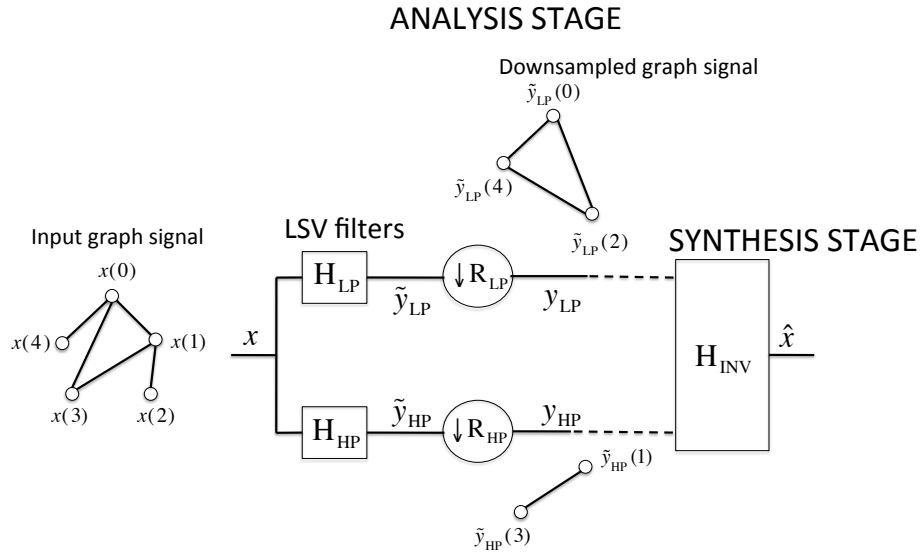 ANALYSIS STAGE
Downsampled graph signal
ỹ_LP(0)
ỹ_LP(4)
ỹ_LP(2)
Input graph signal
LSV filters
SYNTHESIS STAGE
x(0)
x(4)
x(1)
x(3)
x(2)
x
H_LP
ỹ_LP
↓ R_LP
y_LP
H_INV
x̂
H_HP
ỹ_HP
↓ R_HP
y_HP
ỹ_HP(1)
ỹ_HP(3)